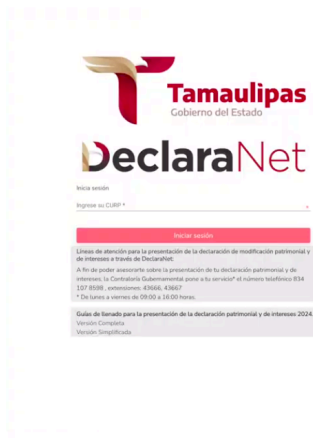 Tamaulipas
Gobierno del Estado
DeclaraNet
Inicia sesión
Ingrese su CURP *
*
Iniciar sesión
Líneas de atención para la presentación de la declaración de modificación patrimonial y
de intereses a través de DeclaraNet:
A fin de poder asesorarte sobre la presentación de tu declaración patrimonial y de
intereses, la Contraloría Gubernamental pone a tu servicio* el número telefónico 834
107 8598 , extensiones: 43666, 43667
* De lunes a viernes de 09:00 a 16:00 horas.
Guías de llenado para la presentación de la declaración patrimonial y de intereses 2024.
Versión Completa
Versión Simplificada